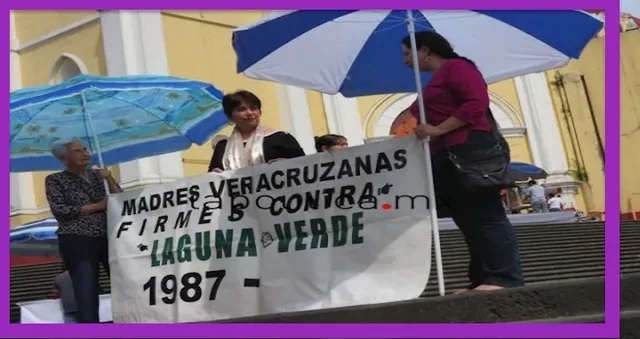 MADRES VERACRUZANAS
FIRMES CONTRA
LAGUNA VERDE
1987 -